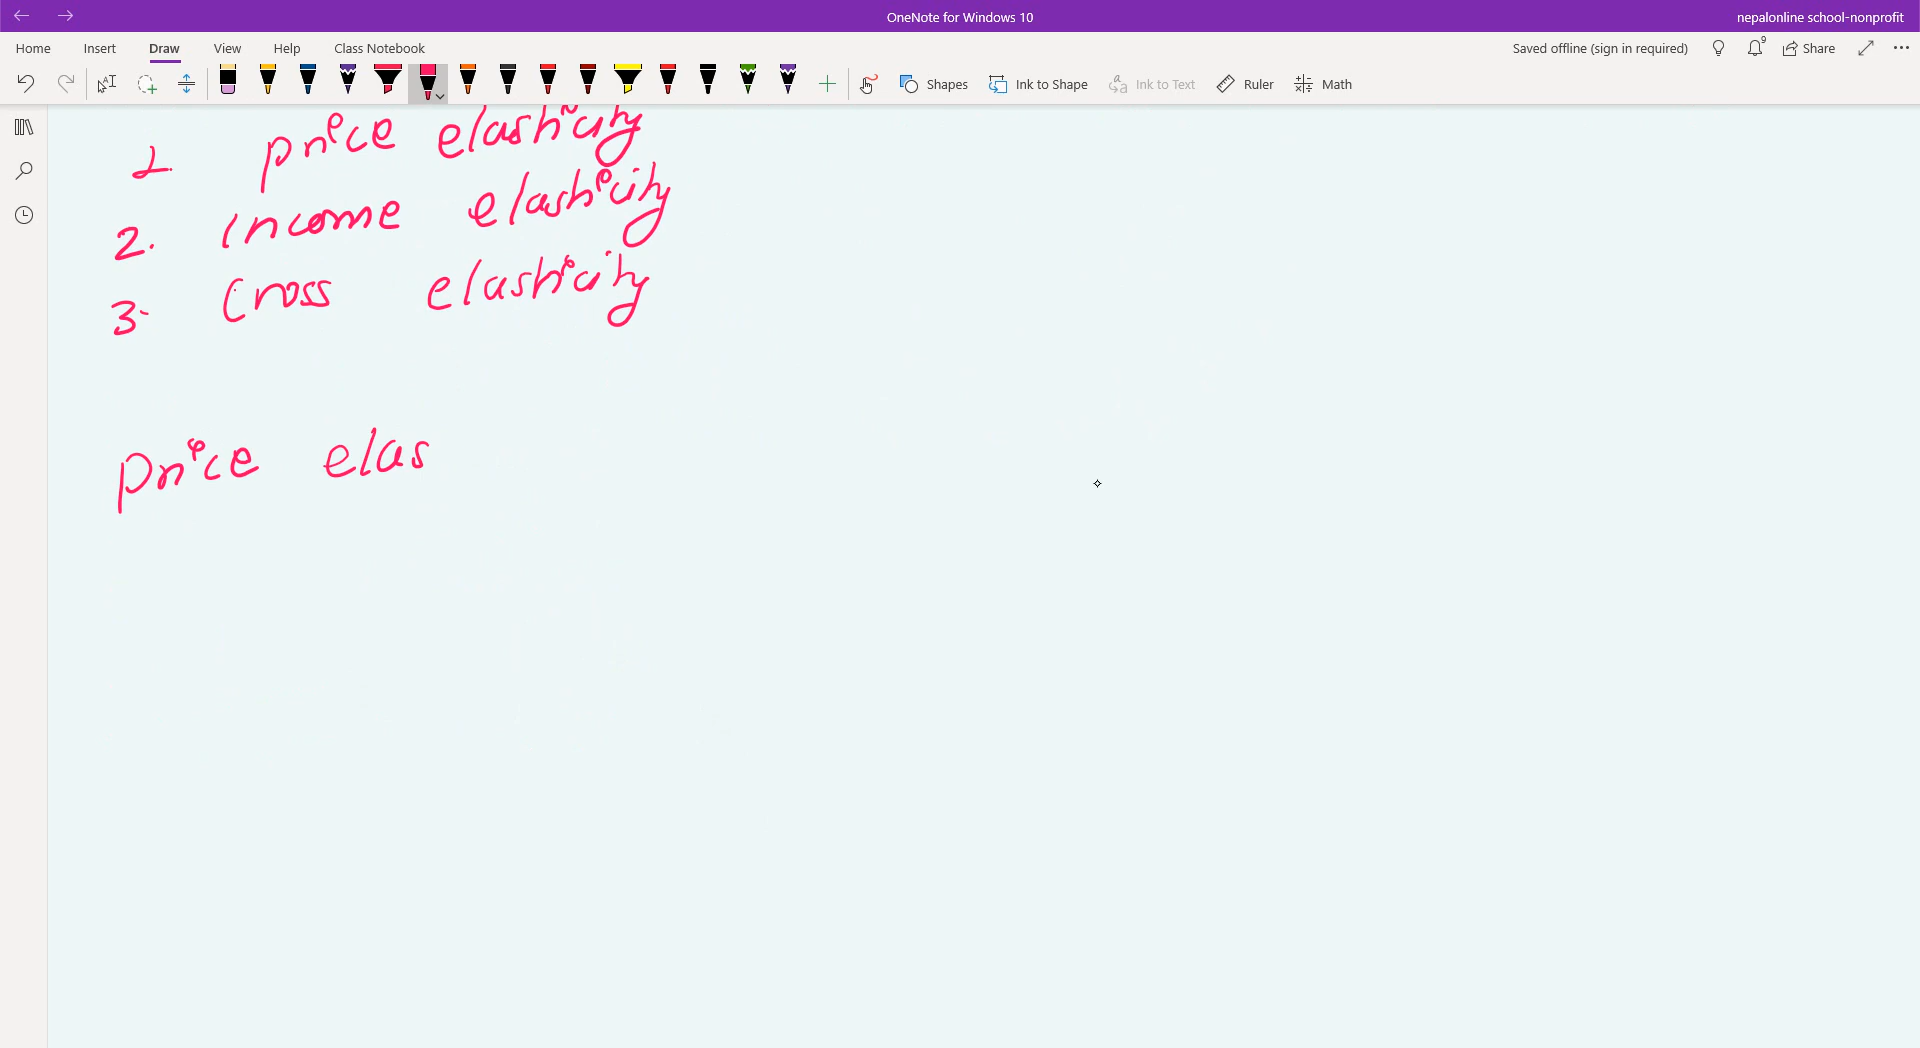 OneNote for Windows 10
nepalonline school-nonprofit
Home Insert Draw View Help Class Notebook
Saved offline (sign in required) 9 Share
Shapes Ink to Shape Ink to Text Ruler Math
1. price elasticity
2. income elasticity
3. Cross elasticity
price elas